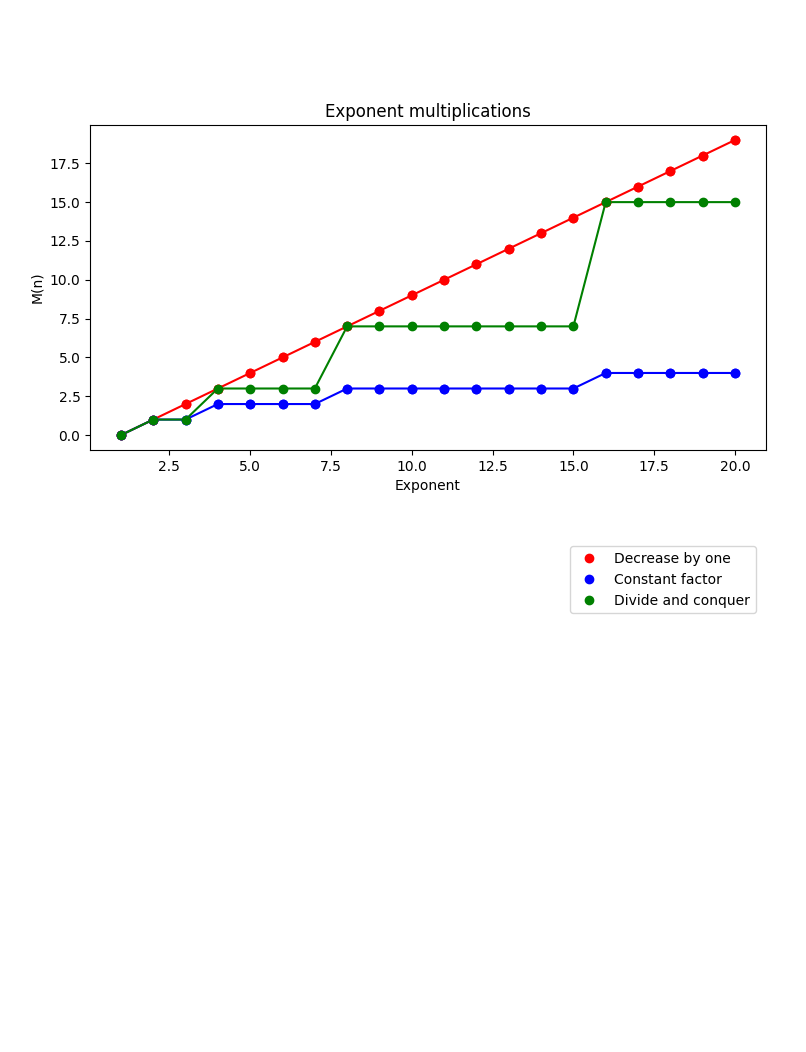 Exponent multiplications
17.5
15.0
12.5
10.0
7.5
5.0
2.5
0.0
M(n)
2.5 5.0 7.5 10.0 12.5 15.0 17.5 20.0
Exponent
Decrease by one
Constant factor
Divide and conquer